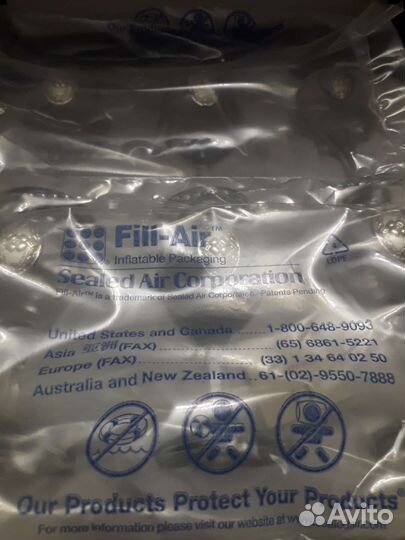 Fill-Air™
Inflatable Packaging
LDPE
Sealed Air Corporation
Fill-Air™ is a trademark of Sealed Air Corporation. Patents Pending
United States and Canada 1-800-648-9093
Asia (FAX) (65) 6861-5221
Europe (FAX) (33) 1 34 64 02 50
Australia and New Zealand 61-(02)-9550-7888
Our Products Protect Your Products®
For more information please visit our website at
Avito